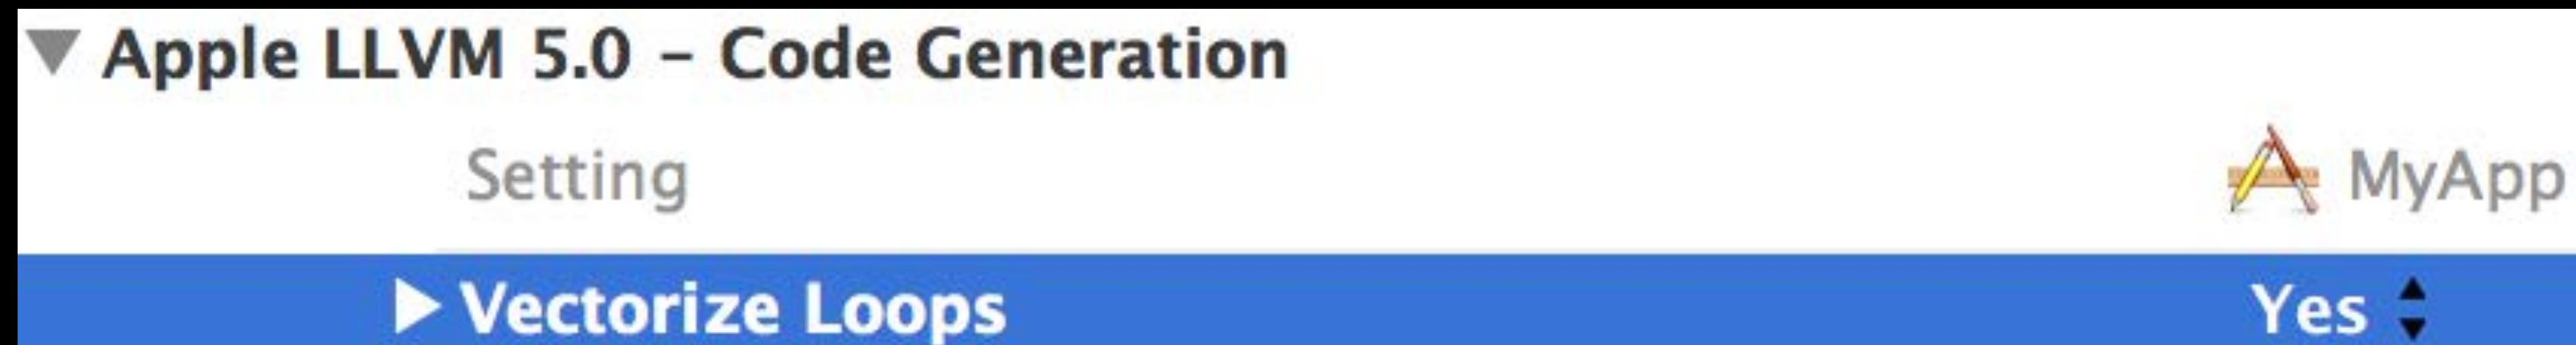 Apple LLVM 5.0 – Code Generation
Setting MyApp
Vectorize Loops Yes